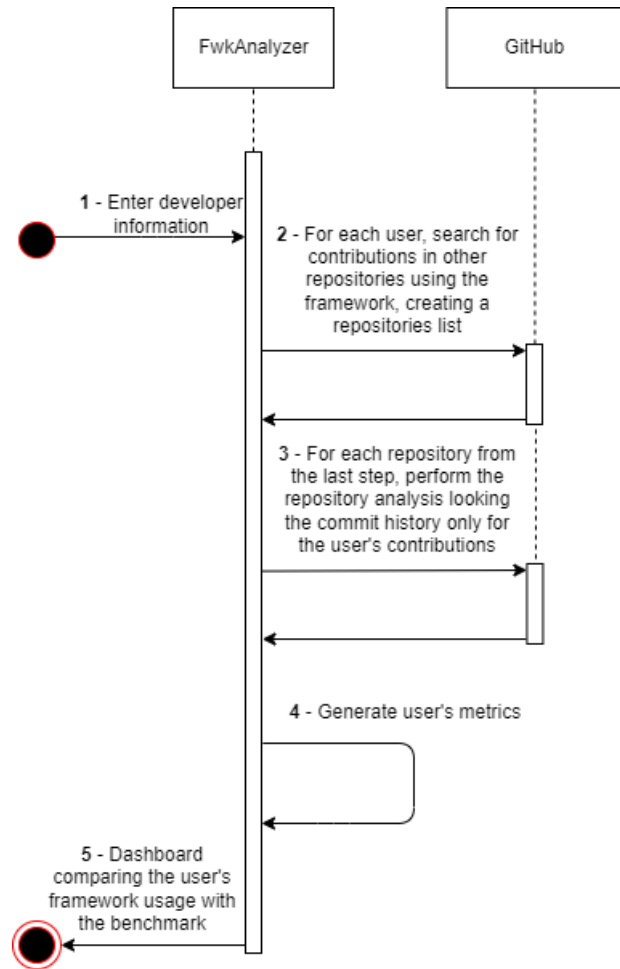 FwkAnalyzer
GitHub
1 - Enter developer
information
2 - For each user, search for
contributions in other
repositories using the
framework, creating a
repositories list
3 - For each repository from
the last step, perform the
repository analysis looking
the commit history only for
the user's contributions
4 - Generate user's metrics
5 - Dashboard
comparing the user's
framework usage with
the benchmark